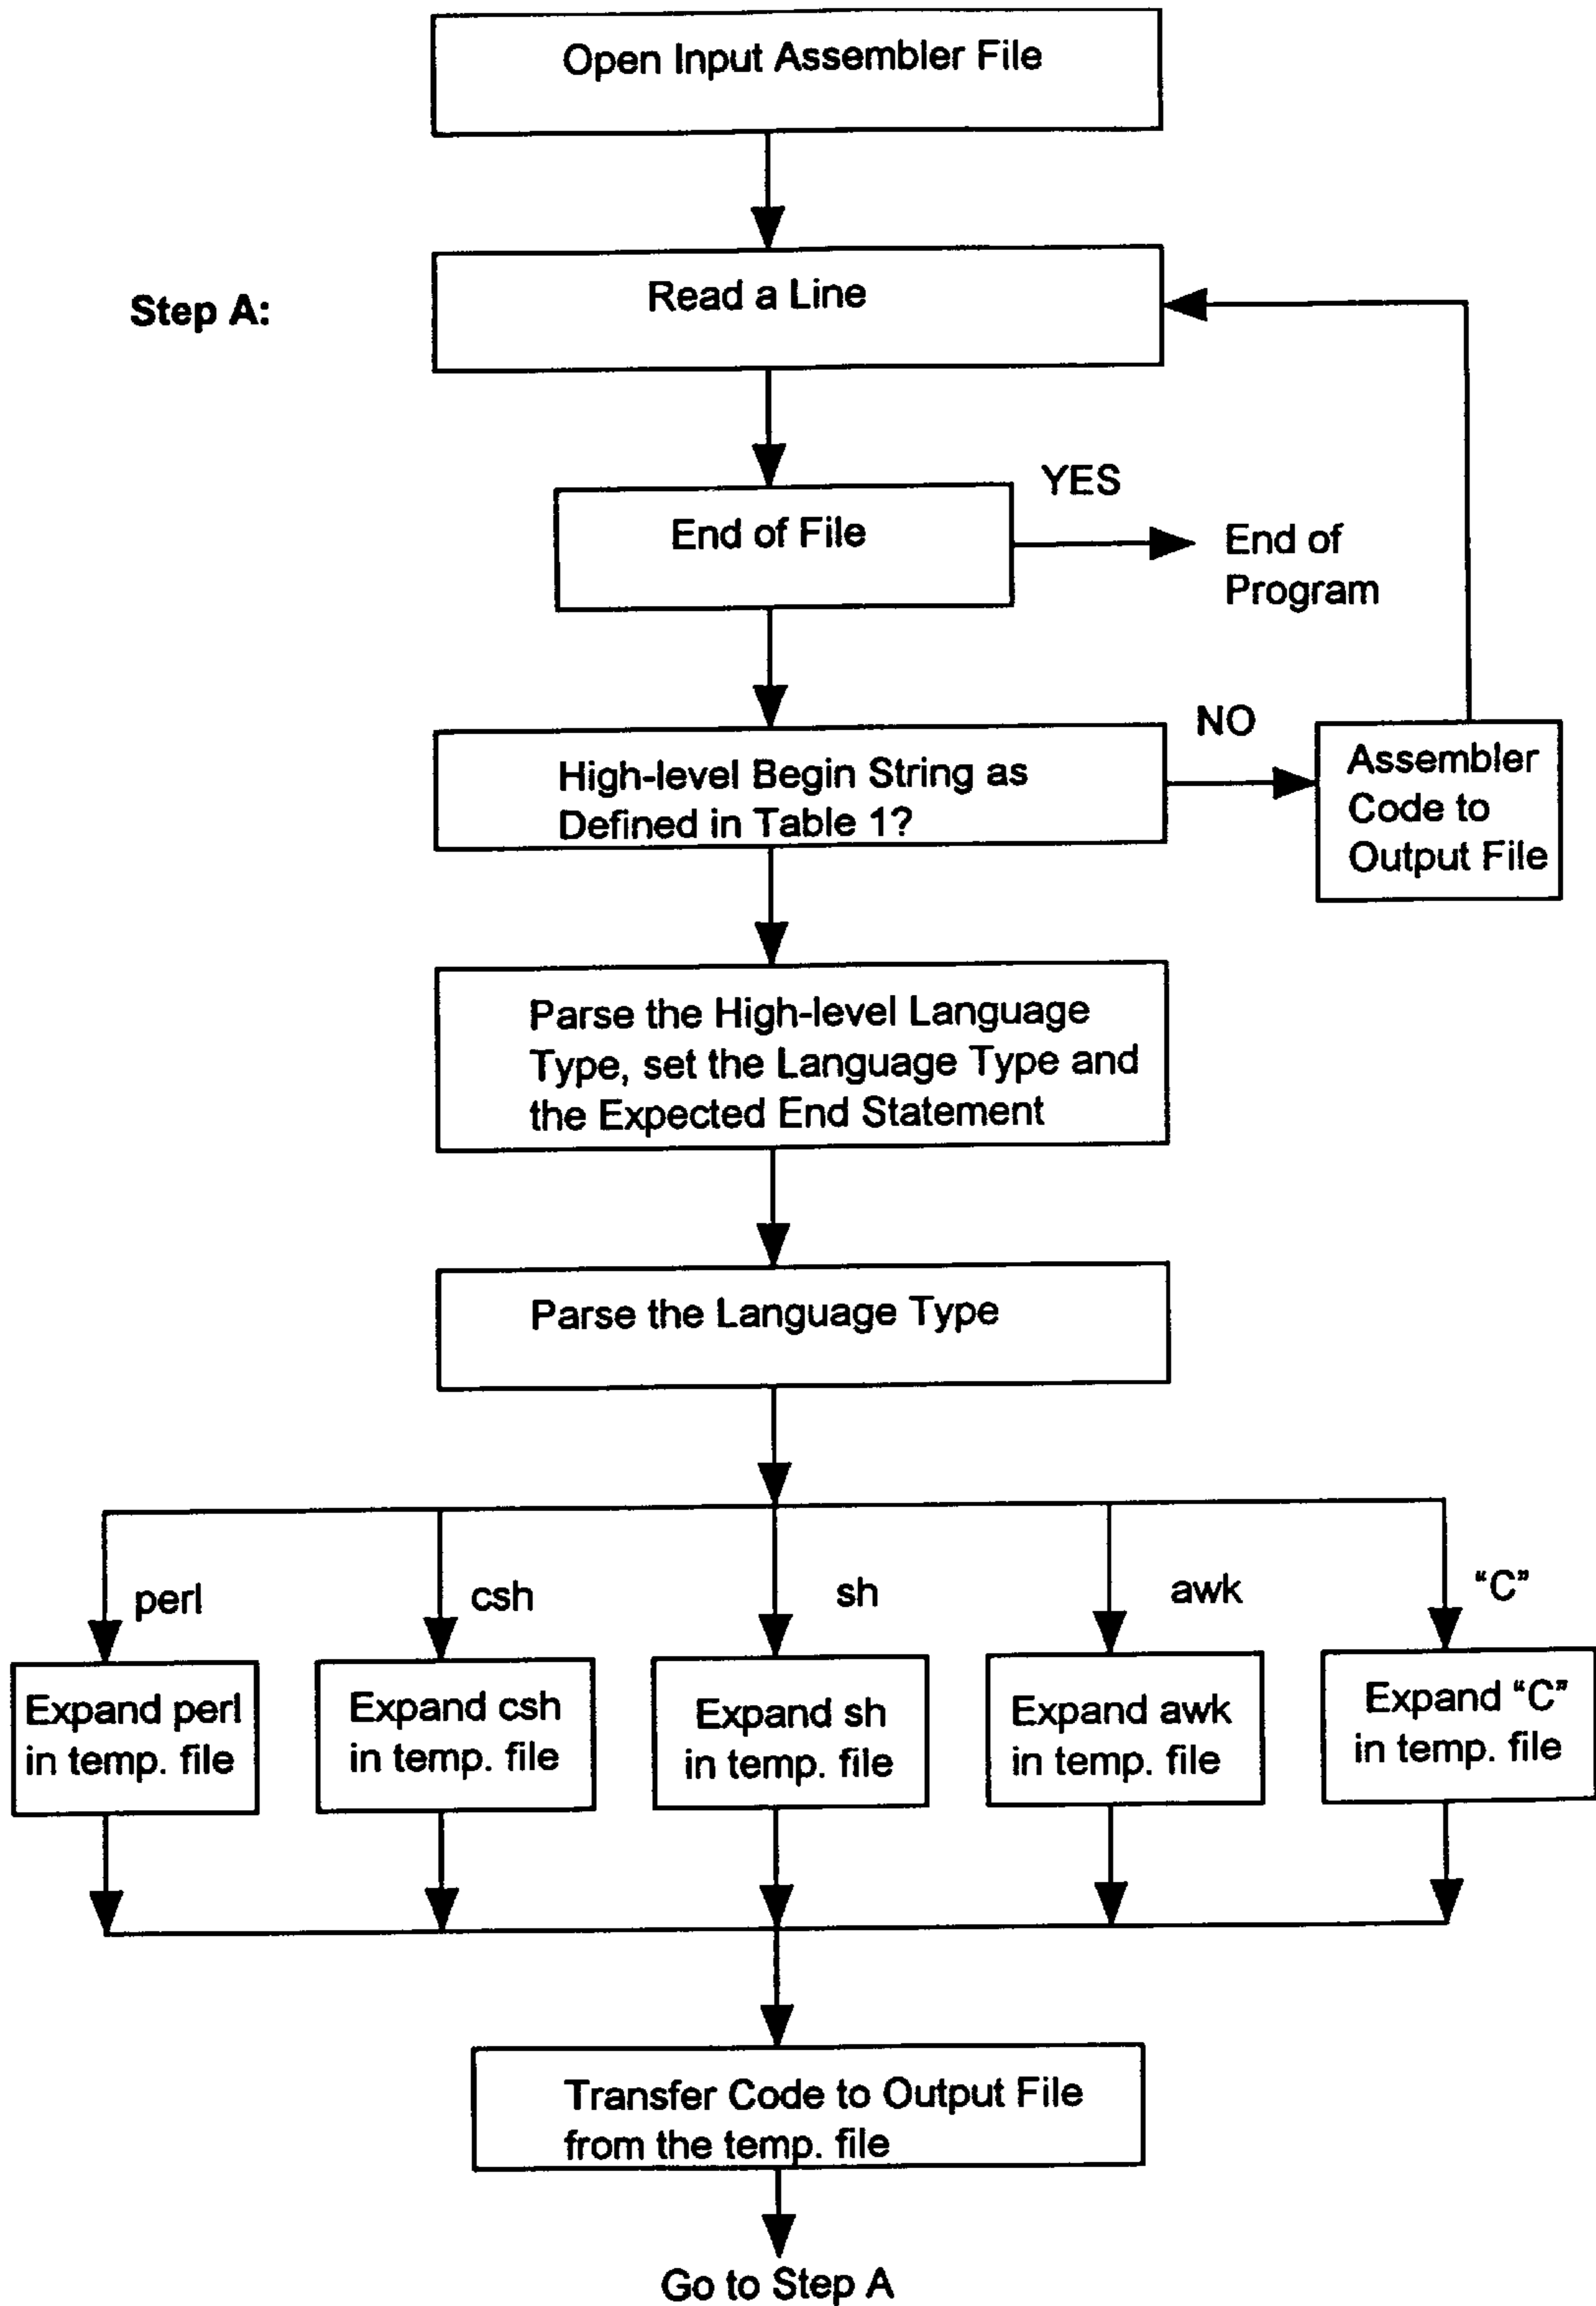 Open Input Assembler File
Step A:
Read a Line
End of File
YES
End of
Program
High-level Begin String as
Defined in Table 1?
NO
Assembler
Code to
Output File
Parse the High-level Language
Type, set the Language Type and
the Expected End Statement
Parse the Language Type
perl
csh
sh
awk
“C”
Expand perl
in temp. file
Expand csh
in temp. file
Expand sh
in temp. file
Expand awk
in temp. file
Expand “C”
in temp. file
Transfer Code to Output File
from the temp. file
Go to Step A